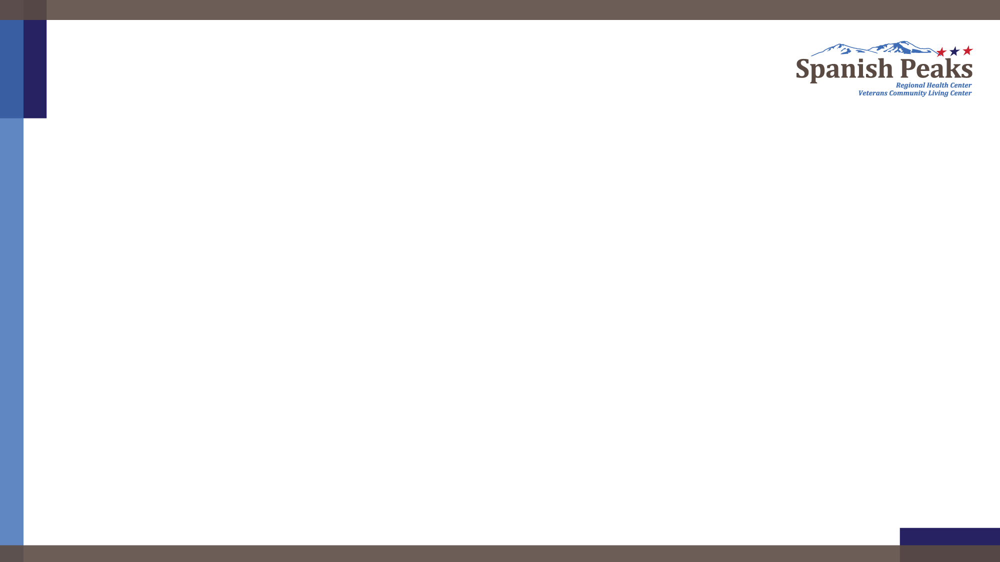 Spanish Peaks
Regional Health Center
Veterans Community Living Center